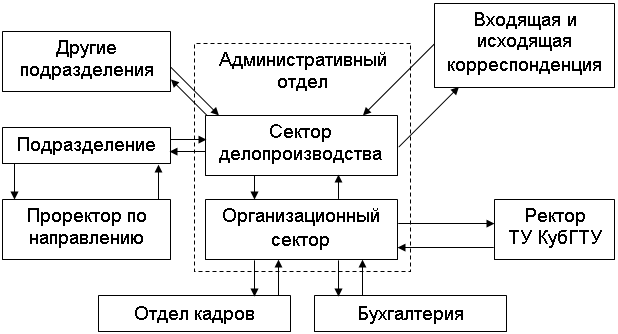 Другие
подразделения
Административный
отдел
Входящая и
исходящая
корреспонденция
Подразделение
Сектор
делопроизводства
Проректор по
направлению
Организационный
сектор
Ректор
ТУ КубГТУ
Отдел кадров
Бухгалтерия